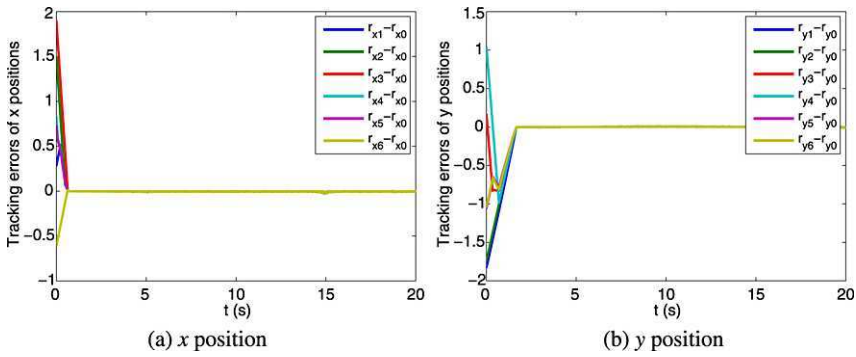 Tracking errors of x positions
2
1.5
1
0.5
0
−0.5
−1
0
5
10
15
20
t (s)
r_x1−r_x0
r_x2−r_x0
r_x3−r_x0
r_x4−r_x0
r_x5−r_x0
r_x6−r_x0
(a) x position
Tracking errors of y positions
1.5
1
0.5
0
−0.5
−1
−1.5
−2
0
5
10
15
20
t (s)
r_y1−r_y0
r_y2−r_y0
r_y3−r_y0
r_y4−r_y0
r_y5−r_y0
r_y6−r_y0
(b) y position